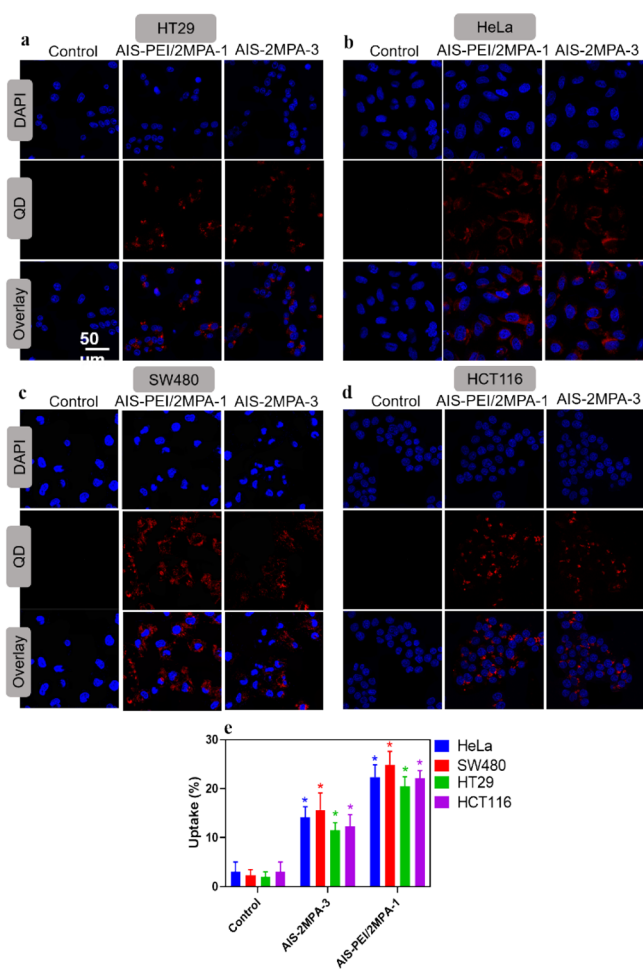 a
HT29
Control AIS-PEI/2MPA-1 AIS-2MPA-3
DAPI
QD
Overlay
50
µm
b
HeLa
Control AIS-PEI/2MPA-1 AIS-2MPA-3
c
SW480
Control AIS-PEI/2MPA-1 AIS-2MPA-3
DAPI
QD
Overlay
d
HCT116
Control AIS-PEI/2MPA-1 AIS-2MPA-3
e
Uptake (%)
30
20
10
0
* * * * * * * *
Control
AIS-2MPA-3
AIS-PEI/2MPA-1
HeLa
SW480
HT29
HCT116